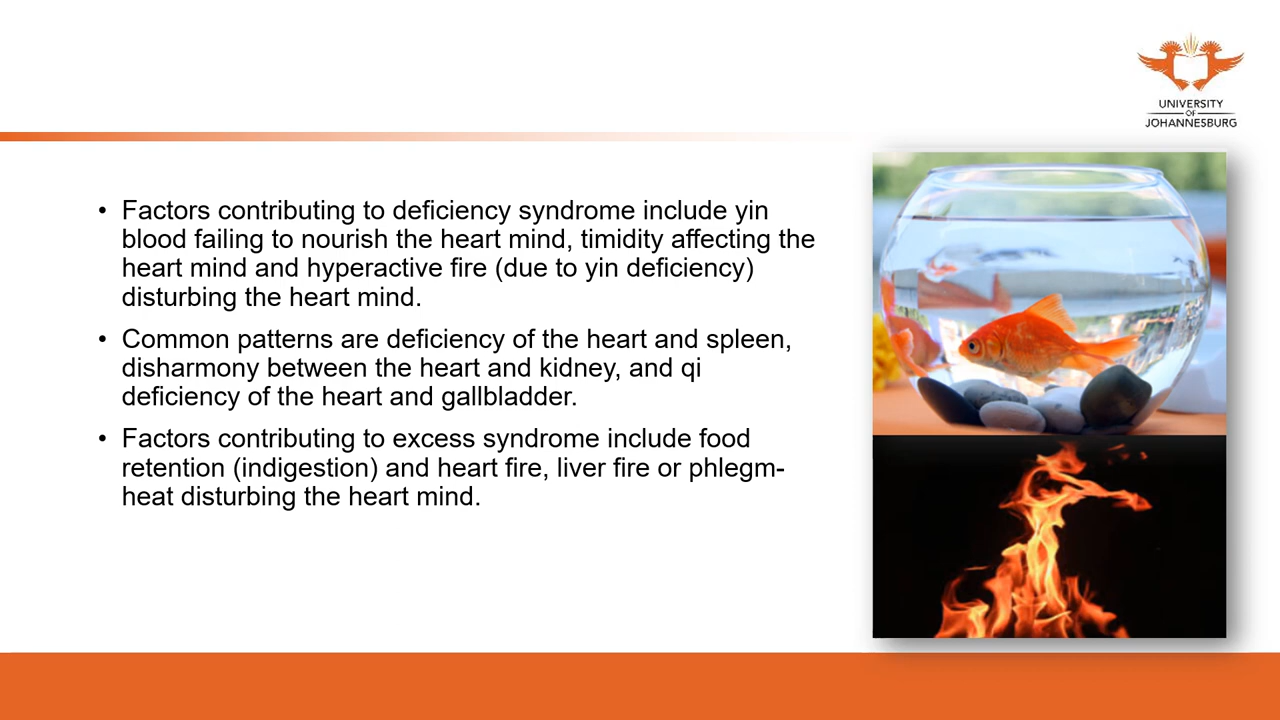 UNIVERSITY
OF
JOHANNESBURG
• Factors contributing to deficiency syndrome include yin
blood failing to nourish the heart mind, timidity affecting the
heart mind and hyperactive fire (due to yin deficiency)
disturbing the heart mind.
• Common patterns are deficiency of the heart and spleen,
disharmony between the heart and kidney, and qi
deficiency of the heart and gallbladder.
• Factors contributing to excess syndrome include food
retention (indigestion) and heart fire, liver fire or phlegm-
heat disturbing the heart mind.